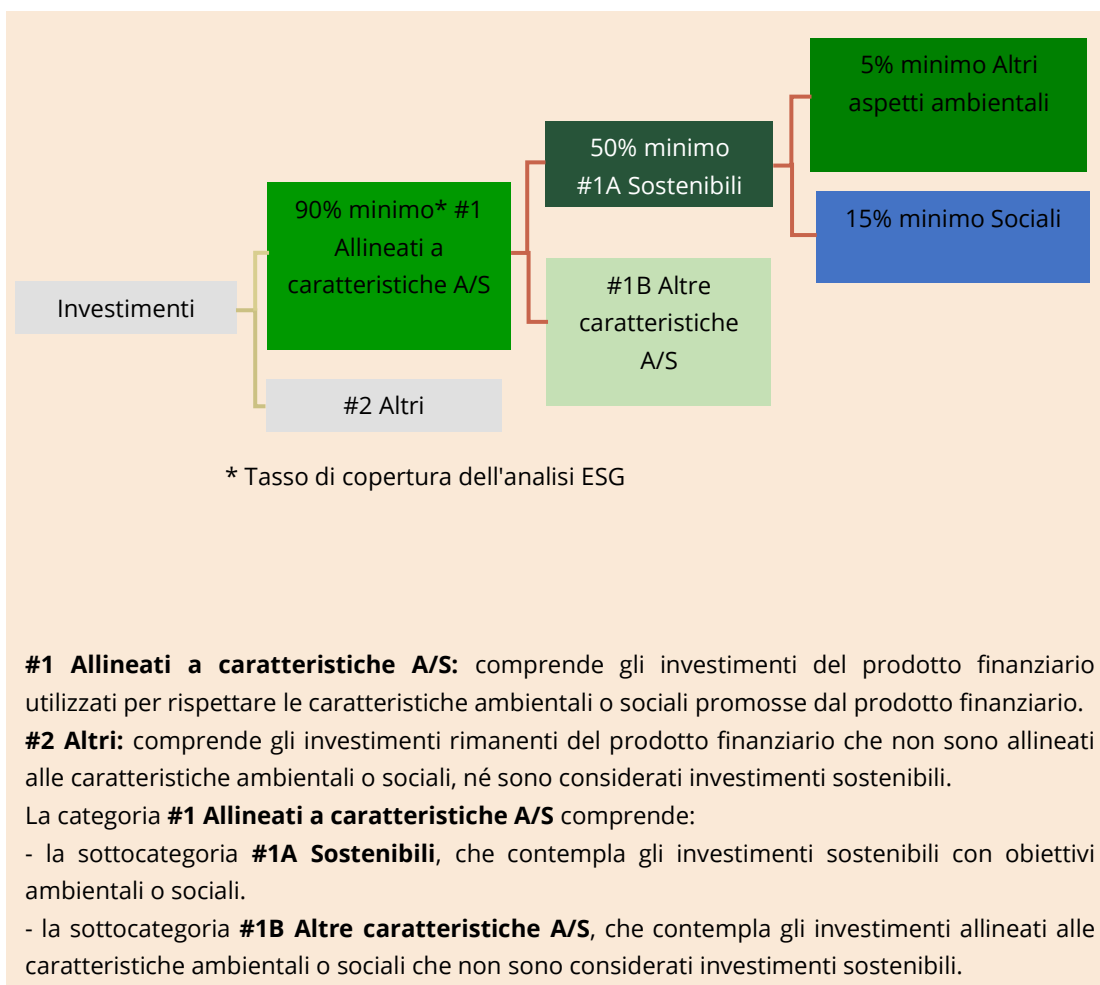 5% minimo Altri
aspetti ambientali
50% minimo
#1A Sostenibili
90% minimo* #1
Allineati a
caratteristiche A/S
15% minimo Sociali
#1B Altre
caratteristiche
A/S
Investimenti
#2 Altri
* Tasso di copertura dell'analisi ESG
#1 Allineati a caratteristiche A/S: comprende gli investimenti del prodotto finanziario
utilizzati per rispettare le caratteristiche ambientali o sociali promosse dal prodotto finanziario.
#2 Altri: comprende gli investimenti rimanenti del prodotto finanziario che non sono allineati
alle caratteristiche ambientali o sociali, né sono considerati investimenti sostenibili.
La categoria #1 Allineati a caratteristiche A/S comprende:
- la sottocategoria #1A Sostenibili, che contempla gli investimenti sostenibili con obiettivi
ambientali o sociali.
- la sottocategoria #1B Altre caratteristiche A/S, che contempla gli investimenti allineati alle
caratteristiche ambientali o sociali che non sono considerati investimenti sostenibili.